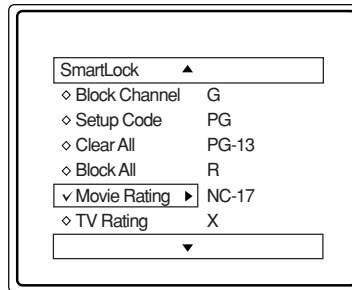 SmartLock ▲
◇ Block Channel G
◇ Setup Code PG
◇ Clear All PG-13
◇ Block All R
✓ Movie Rating ▶ NC-17
◇ TV Rating X
▼